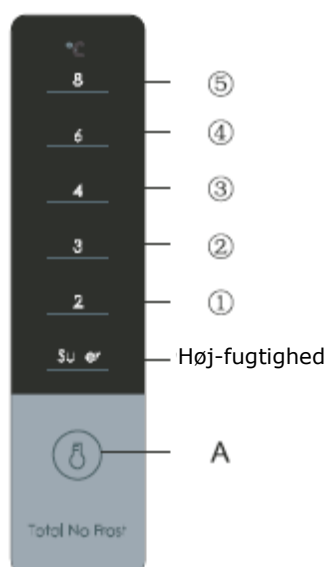 °C
8 ⑤
6 ④
4 ③
3 ②
2 ①
Høj-fugtighed
A
Total No Frost